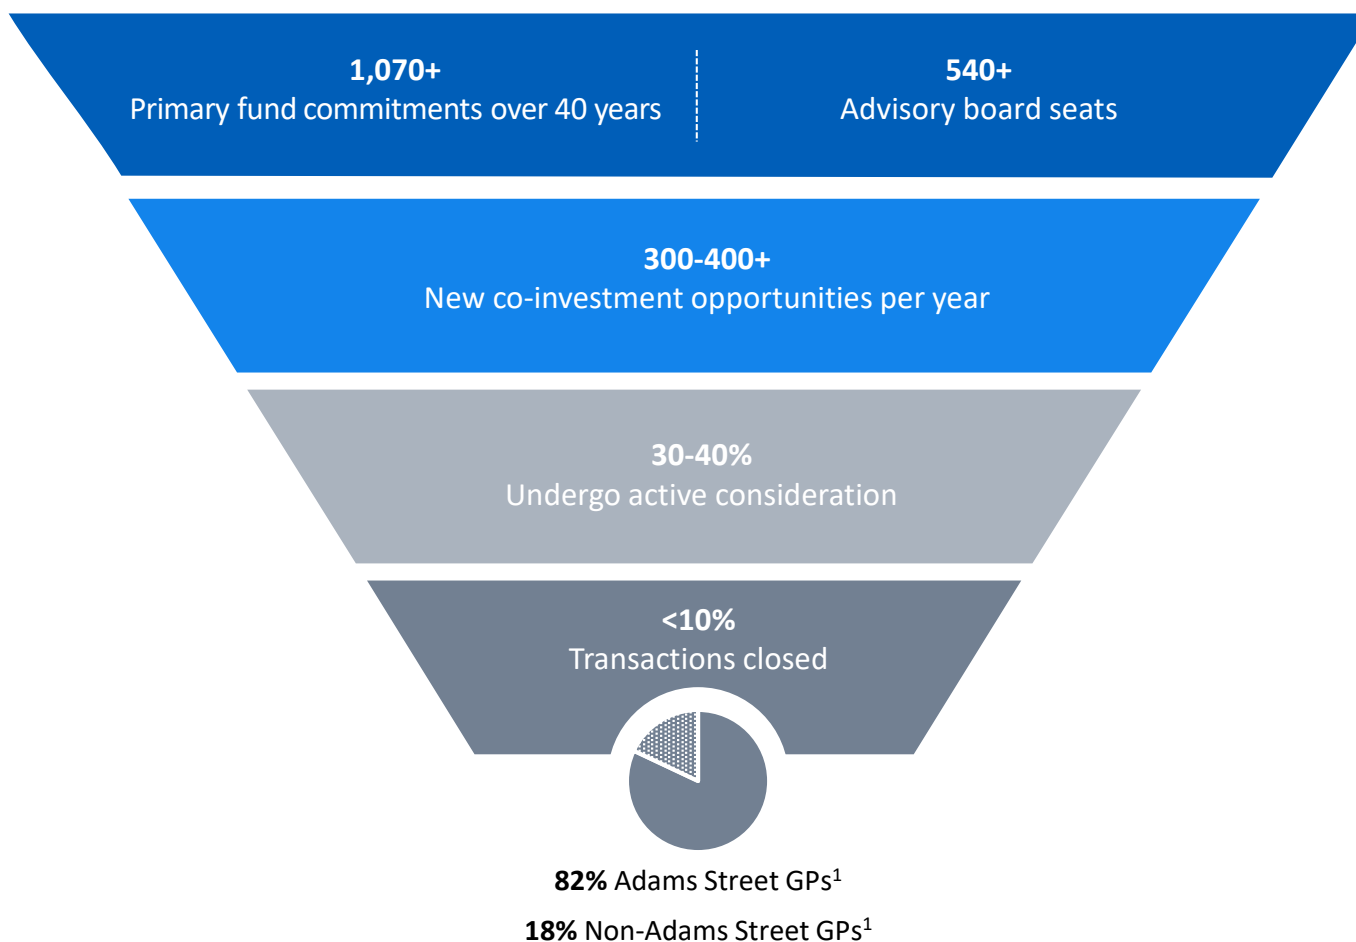 1,070+
Primary fund commitments over 40 years
540+
Advisory board seats
300-400+
New co-investment opportunities per year
30-40%
Undergo active consideration
<10%
Transactions closed
82% Adams Street GPs¹
18% Non-Adams Street GPs¹